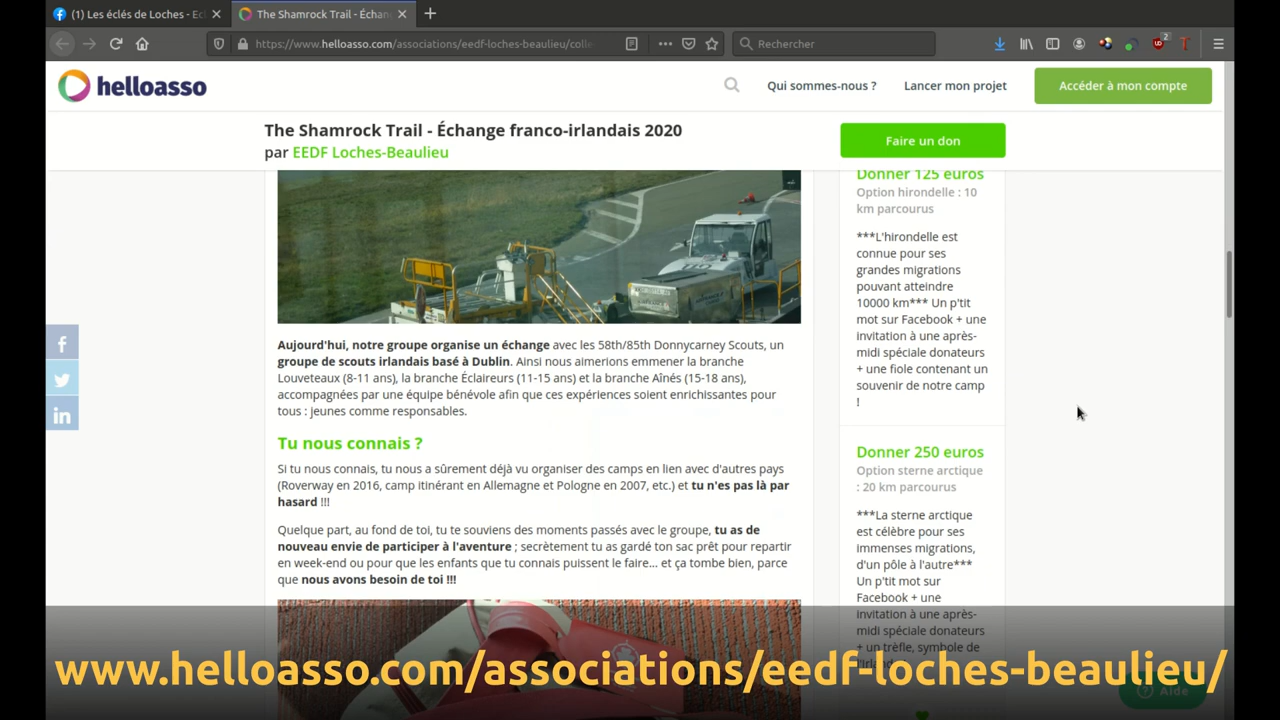 (1) Les éclés de Loches - Ecl
The Shamrock Trail - Échan
https://www.helloasso.com/associations/eedf-loches-beaulieu/colle
Rechercher
2
helloasso
Qui sommes-nous ?
Lancer mon projet
Accéder à mon compte
The Shamrock Trail - Échange franco-irlandais 2020
par EEDF Loches-Beaulieu
Faire un don
Aujourd'hui, notre groupe organise un échange avec les 58th/85th Donnycarney Scouts, un
groupe de scouts irlandais basé à Dublin. Ainsi nous aimerions emmener la branche
Louveteaux (8-11 ans), la branche Éclaireurs (11-15 ans) et la branche Aînés (15-18 ans),
accompagnées par une équipe bénévole afin que ces expériences soient enrichissantes pour
tous : jeunes comme responsables.
Tu nous connais ?
Si tu nous connais, tu nous a sûrement déjà vu organiser des camps en lien avec d'autres pays
(Roverway en 2016, camp itinérant en Allemagne et Pologne en 2007, etc.) et tu n'es pas là par
hasard !!!
Quelque part, au fond de toi, tu te souviens des moments passés avec le groupe, tu as de
nouveau envie de participer à l'aventure ; secrètement tu as gardé ton sac prêt pour repartir
en week-end ou pour que les enfants que tu connais puissent le faire... et ça tombe bien, parce
que nous avons besoin de toi !!!
Donner 125 euros
Option hirondelle : 10
km parcourus
***L'hirondelle est
connue pour ses
grandes migrations
pouvant atteindre
10000 km*** Un p'tit
mot sur Facebook + une
invitation à une après-
midi spéciale donateurs
+ une fiole contenant un
souvenir de notre camp
!
Donner 250 euros
Option sterne arctique
: 20 km parcourus
***La sterne arctique
est célèbre pour ses
immenses migrations,
d'un pôle à l'autre***
Un p'tit mot sur
Facebook + une
invitation à une après-
midi spéciale donateurs
+ un trèfle, symbole de
Aide
www.helloasso.com/associations/eedf-loches-beaulieu/